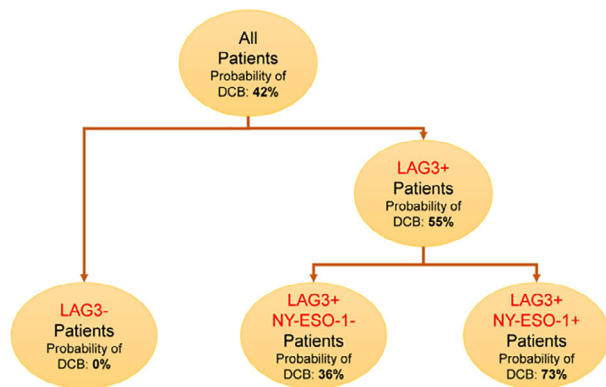 All
Patients
Probability of
DCB: 42%
LAG3+
Patients
Probability of
DCB: 55%
LAG3-
Patients
Probability of
DCB: 0%
LAG3+
NY-ESO-1-
Patients
Probability of
DCB: 36%
LAG3+
NY-ESO-1+
Patients
Probability of
DCB: 73%